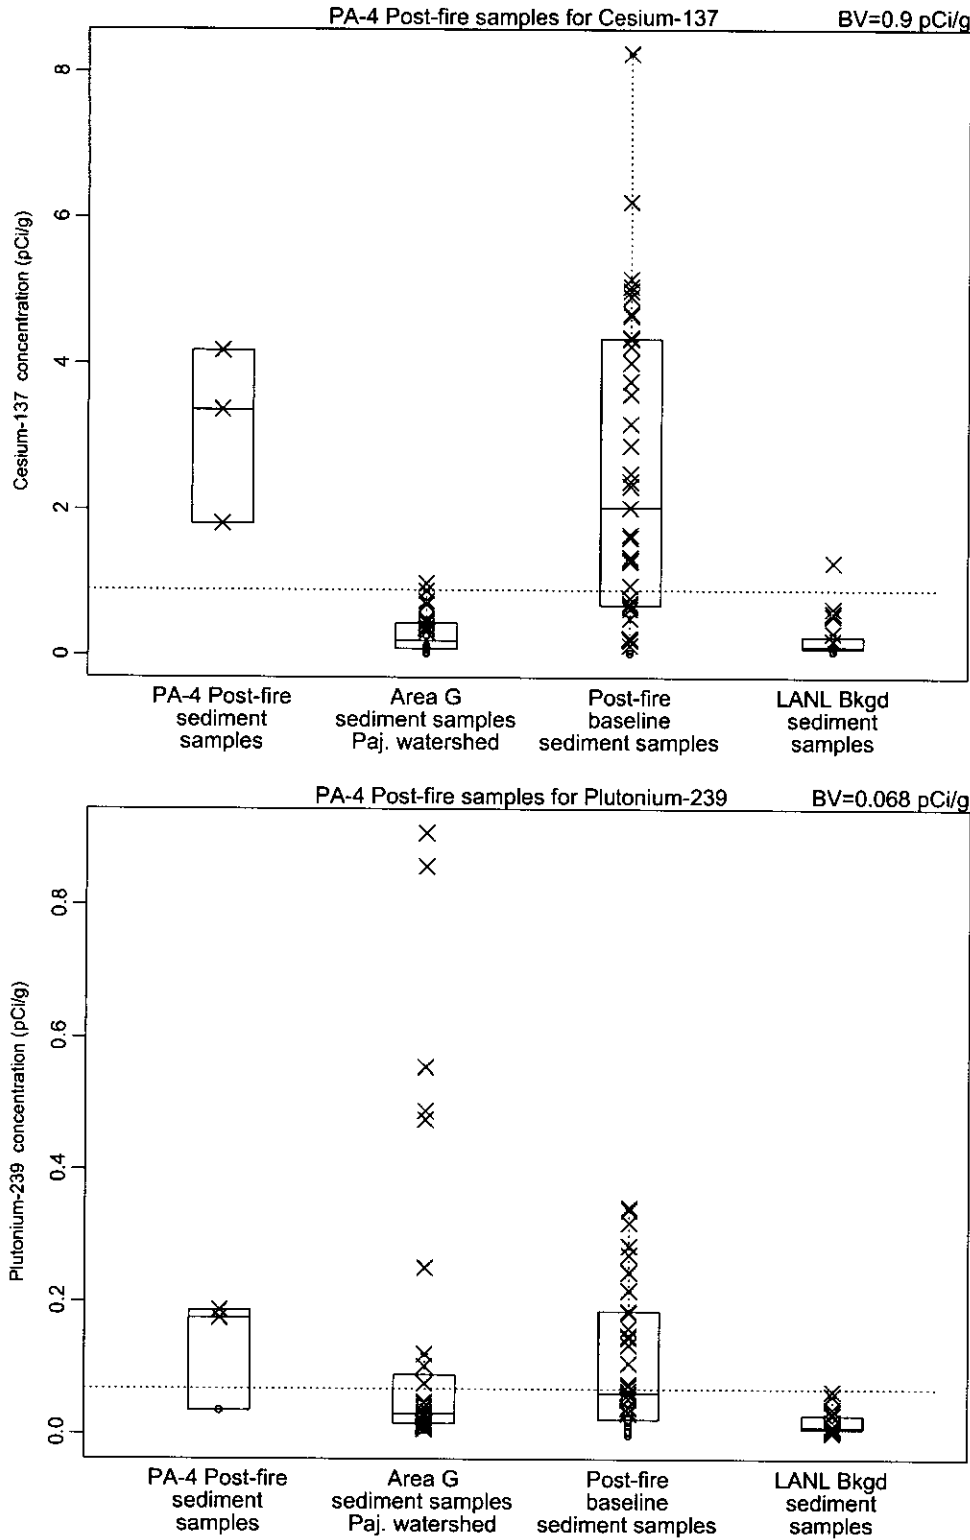 PA-4 Post-fire samples for Cesium-137 BV=0.9 pCi/g
Cesium-137 concentration (pCi/g)
8
6
4
2
0
PA-4 Post-fire
sediment
samples
Area G
sediment samples
Paj. watershed
Post-fire
baseline
sediment samples
LANL Bkgd
sediment
samples
PA-4 Post-fire samples for Plutonium-239 BV=0.068 pCi/g
Plutonium-239 concentration (pCi/g)
0.8
0.6
0.4
0.2
0.0
PA-4 Post-fire
sediment
samples
Area G
sediment samples
Paj. watershed
Post-fire
baseline
sediment samples
LANL Bkgd
sediment
samples